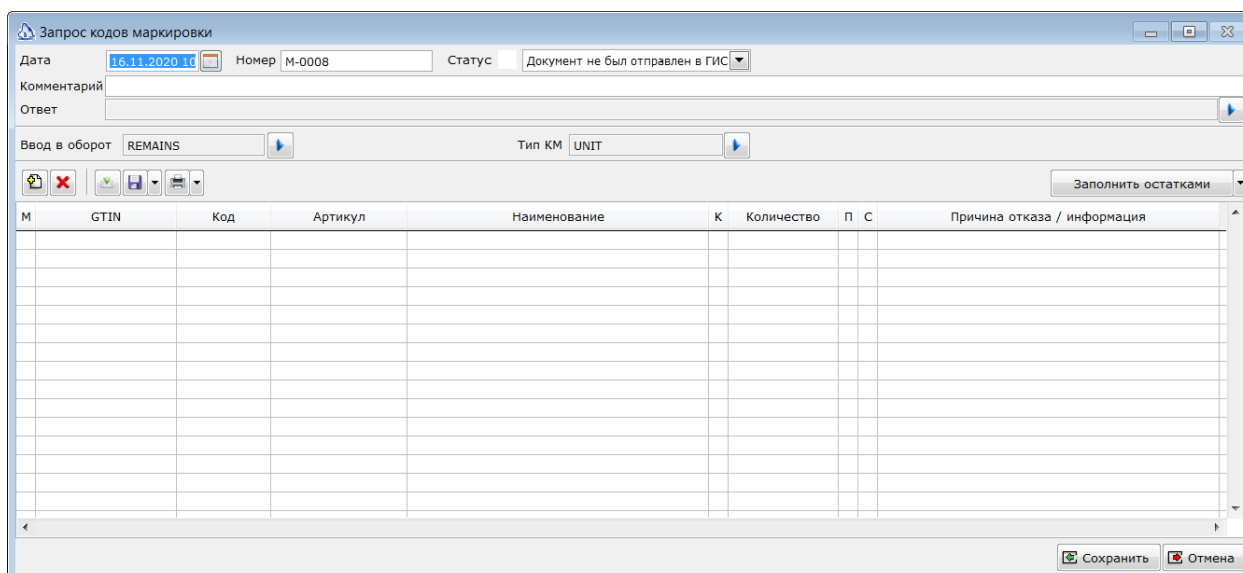 Запрос кодов маркировки
Дата 16.11.2020 10 Номер М-0008 Статус Документ не был отправлен в ГИС
Комментарий
Ответ
Ввод в оборот REMAINS Тип КМ UNIT
Заполнить остатками
М GTIN Код Артикул Наименование К Количество П С Причина отказа / информация
Сохранить Отмена